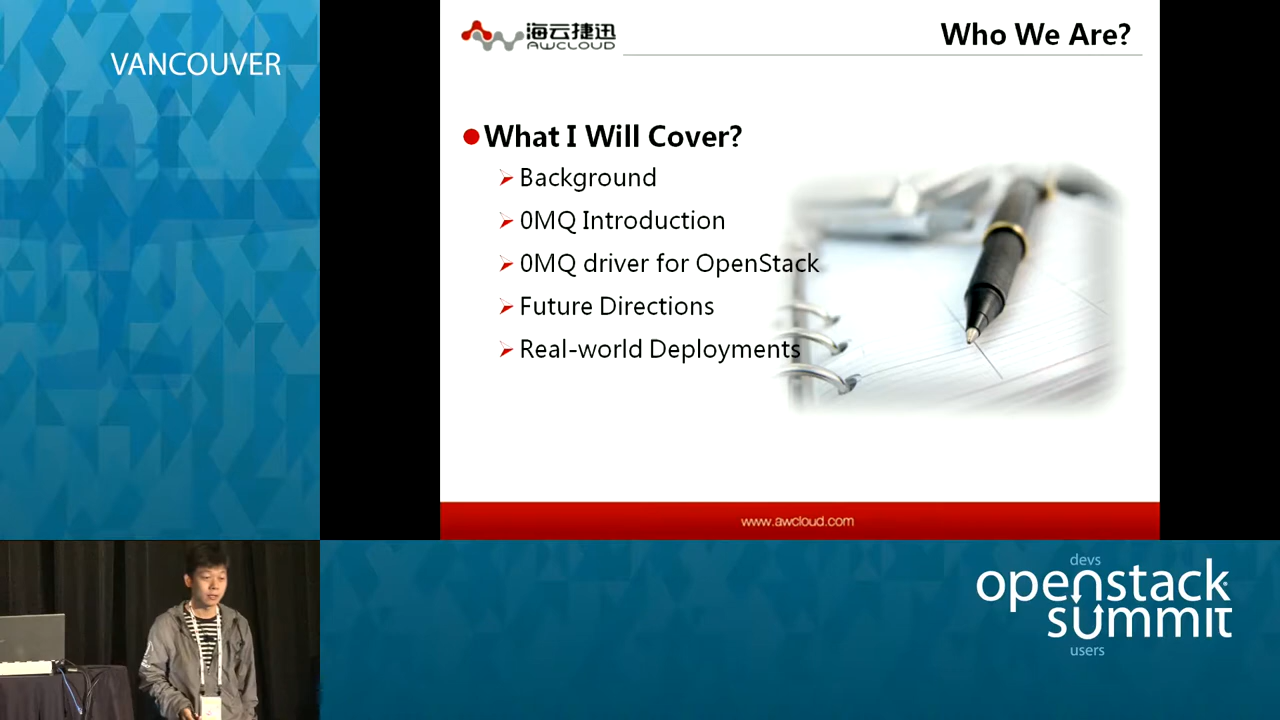 VANCOUVER
海云捷迅
AWCLOUD
Who We Are?
What I Will Cover?
Background
0MQ Introduction
0MQ driver for OpenStack
Future Directions
Real-world Deployments
www.awcloud.com
devs
openstack
summit
users